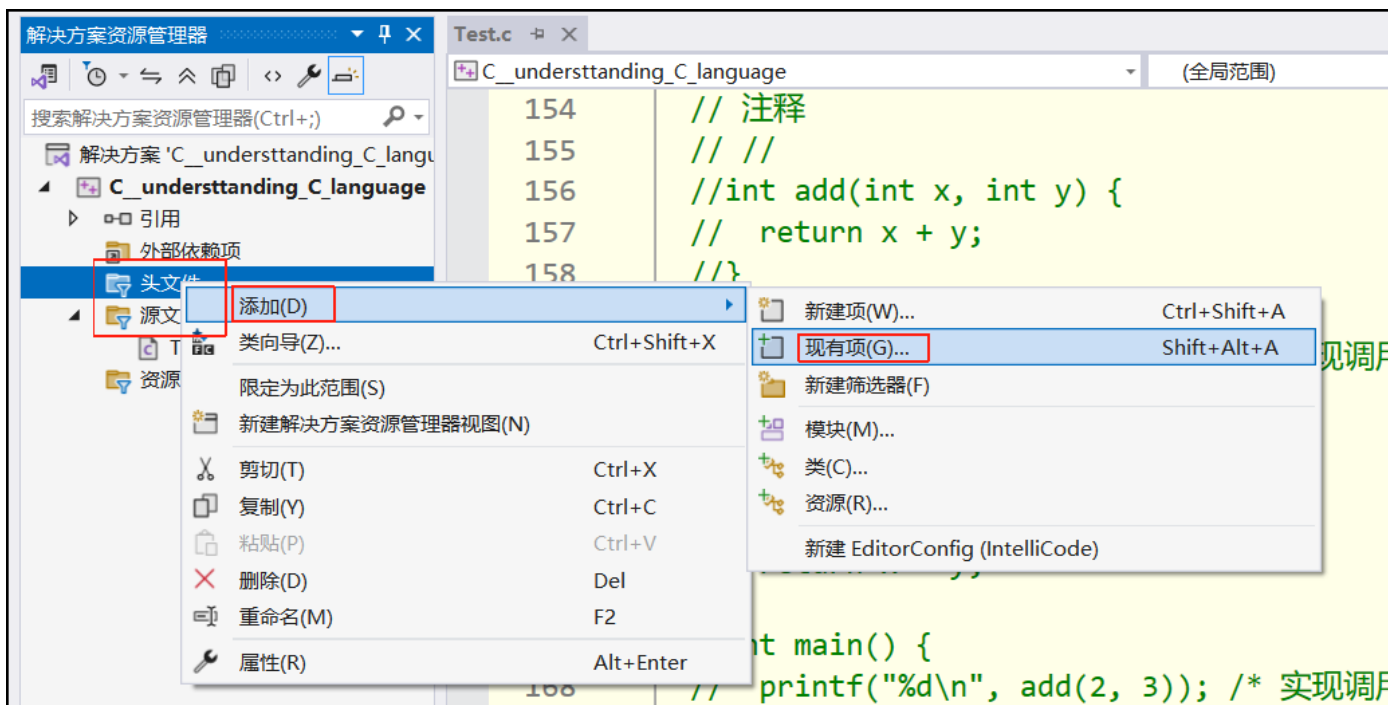 解决方案资源管理器
搜索解决方案资源管理器(Ctrl+;)
解决方案 'C__understtanding_C_langu
C__understtanding_C_language
引用
外部依赖项
头文件
源文
T
资源
添加(D)
类向导(Z)... Ctrl+Shift+X
限定为此范围(S)
新建解决方案资源管理器视图(N)
剪切(T) Ctrl+X
复制(Y) Ctrl+C
粘贴(P) Ctrl+V
删除(D) Del
重命名(M) F2
属性(R) Alt+Enter
新建项(W)... Ctrl+Shift+A
现有项(G)... Shift+Alt+A
新建筛选器(F)
模块(M)...
类(C)...
资源(R)...
新建 EditorConfig (IntelliCode)
Test.c
C__understtanding_C_language (全局范围)
154 // 注释
155 // //
156 //int add(int x, int y) {
157 // return x + y;
158 //}
现调用
nt main() {
168 // printf("%d\n", add(2, 3)); /* 实现调用